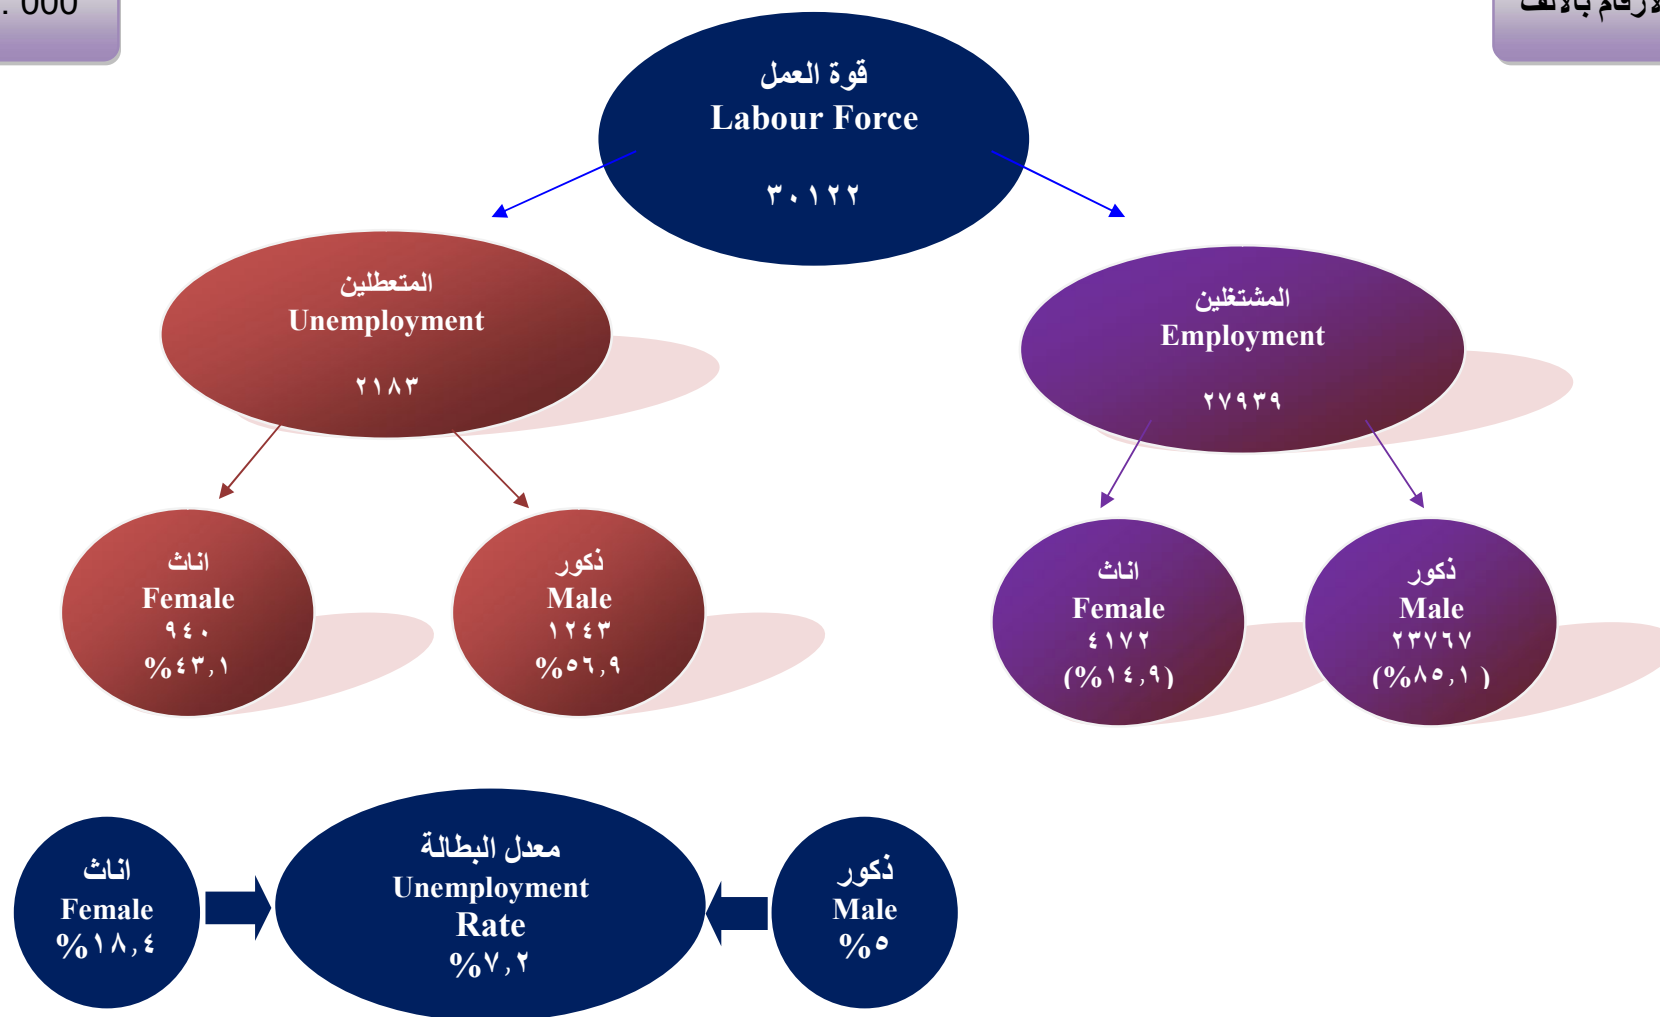 . 000
بالالف
قوة العمل
Labour Force
٣٠١٢٢
المتعطلين
Unemployment
٢١٨٣
المشتغلين
Employment
٢٧٩٣٩
اناث
Female
٩٤٠
%٤٣,١
ذكور
Male
١٢٤٣
%٥٦,٩
اناث
Female
٤١٧٢
(%١٤,٩)
ذكور
Male
٢٣٧٦٧
(%٨٥,١ )
اناث
Female
%١٨,٤
معدل البطالة
Unemployment
Rate
%٧,٢
ذكور
Male
%٥